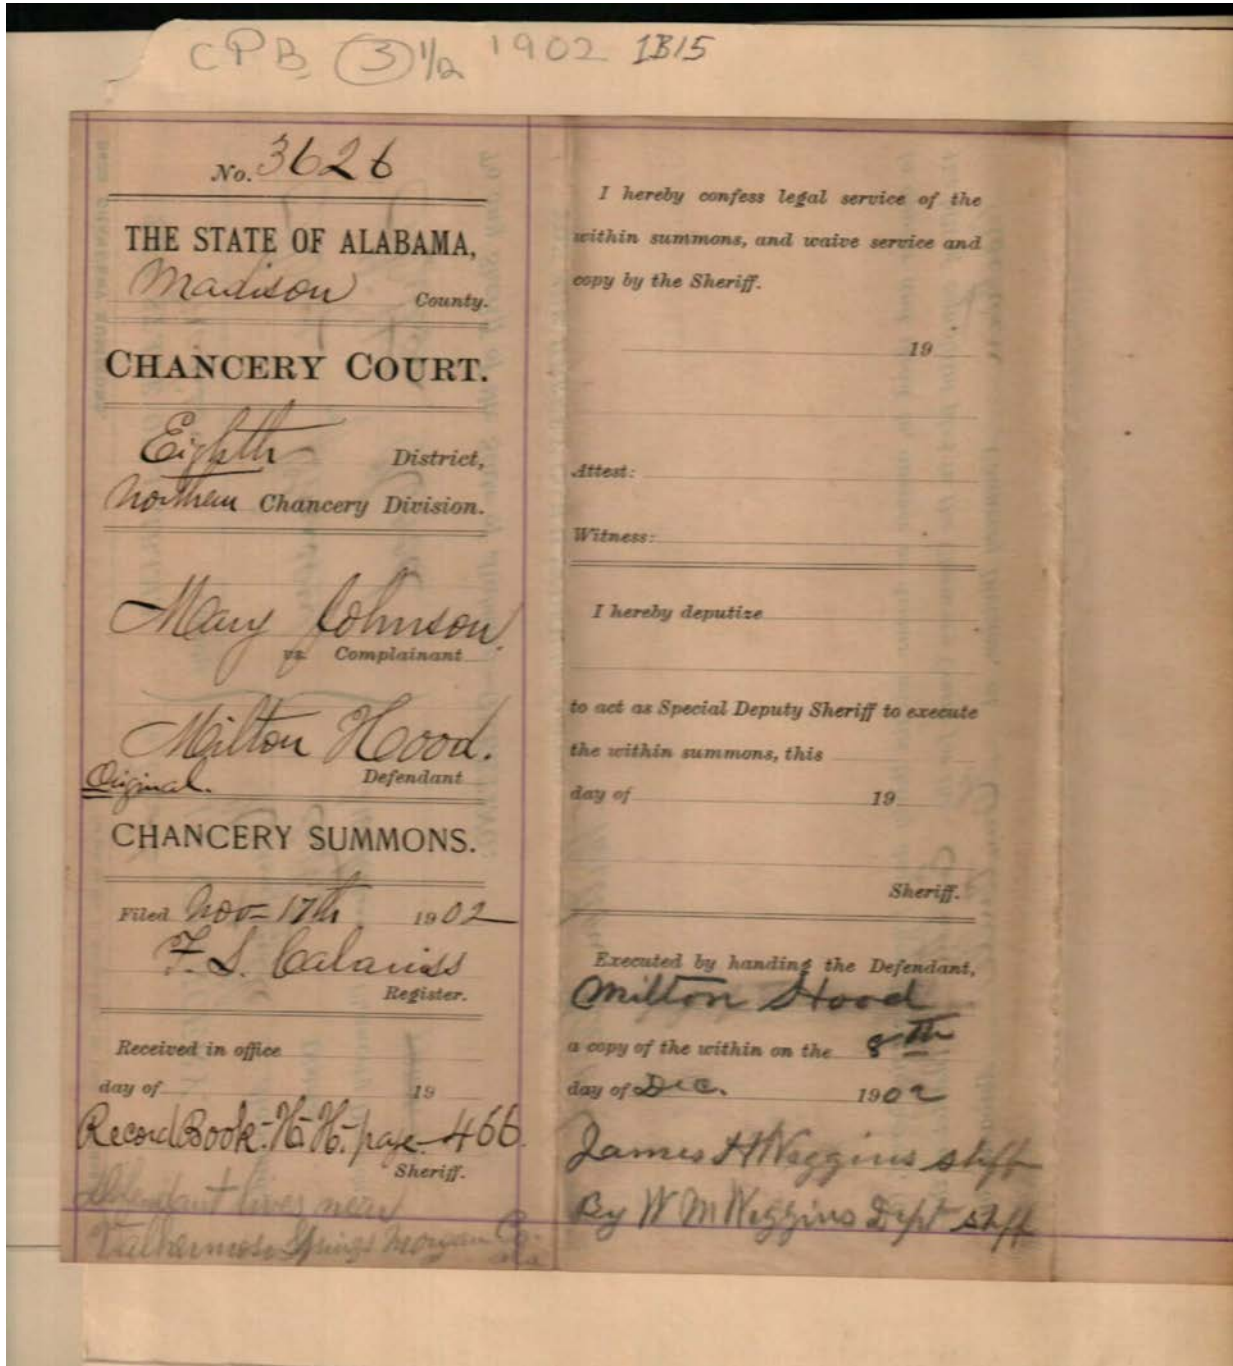 CPB (3) 1/2 1902 IB15
No. 3626
THE STATE OF ALABAMA,
Madison County.
CHANCERY COURT.
Eighth District,
Northern Chancery Division.
Mary Johnson
vs. Complainant
Milton Hood.
Original. Defendant
CHANCERY SUMMONS.
Filed Nov 17th 1902
F. S.
Register.
Received in office
day of 19
Record Book H. H. page 466
Sheriff.
Defendant lives near
Valhermoso Springs Morgan Co.
I hereby confess legal service of the
within summons, and waive service and
copy by the Sheriff.
19
Attest:
Witness:
I hereby deputize
to act as Special Deputy Sheriff to execute
the within summons, this
day of 19
Sheriff.
Executed by handing the Defendant,
Milton Hood
a copy of the within on the 8th
day of Dec. 1902
James H Wiggins shff
By W M Wiggins Dept shff